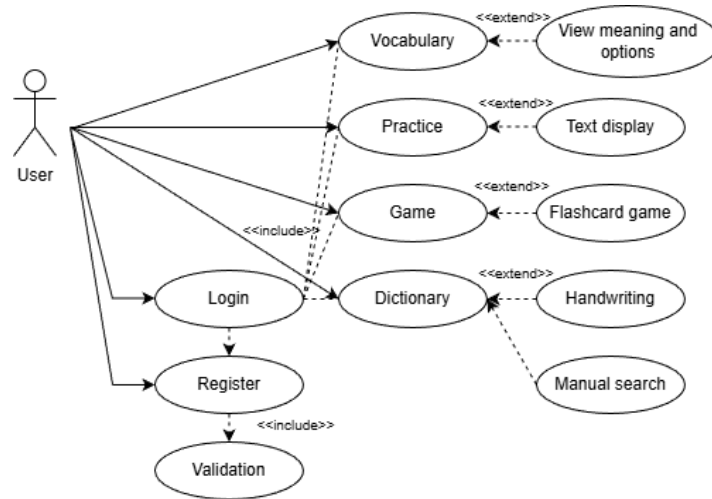 <<extend>>
Vocabulary
View meaning and
options
<<extend>>
Practice
Text display
User
<<extend>>
Game
Flashcard game
<<include>>
<<extend>>
Login
Dictionary
Handwriting
Register
Manual search
<<include>>
Validation